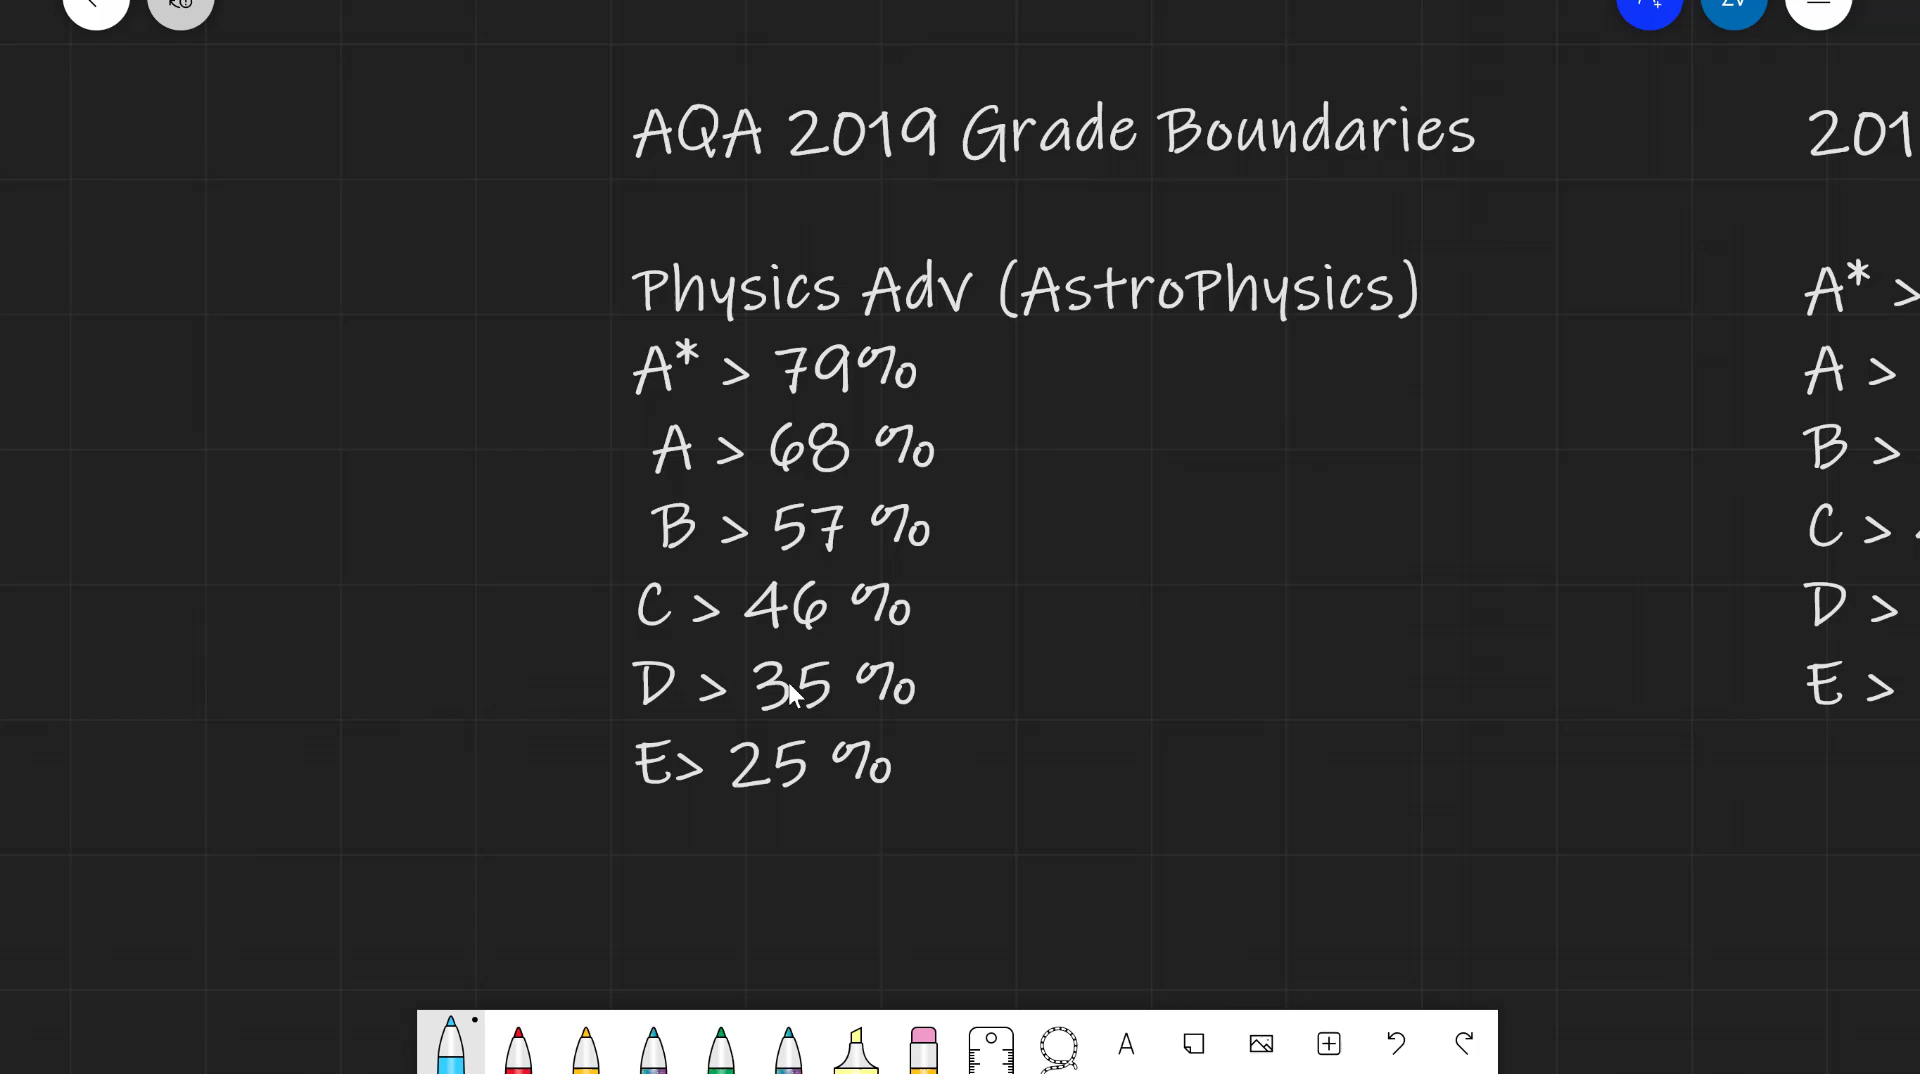 AQA 2019 Grade Boundaries
Physics Adv (AstroPhysics)
A* > 79%
A > 68 %
B > 57 %
C > 46 %
D > 35 %
E> 25 %
201
A* >
A >
B >
C >
D >
E >
A